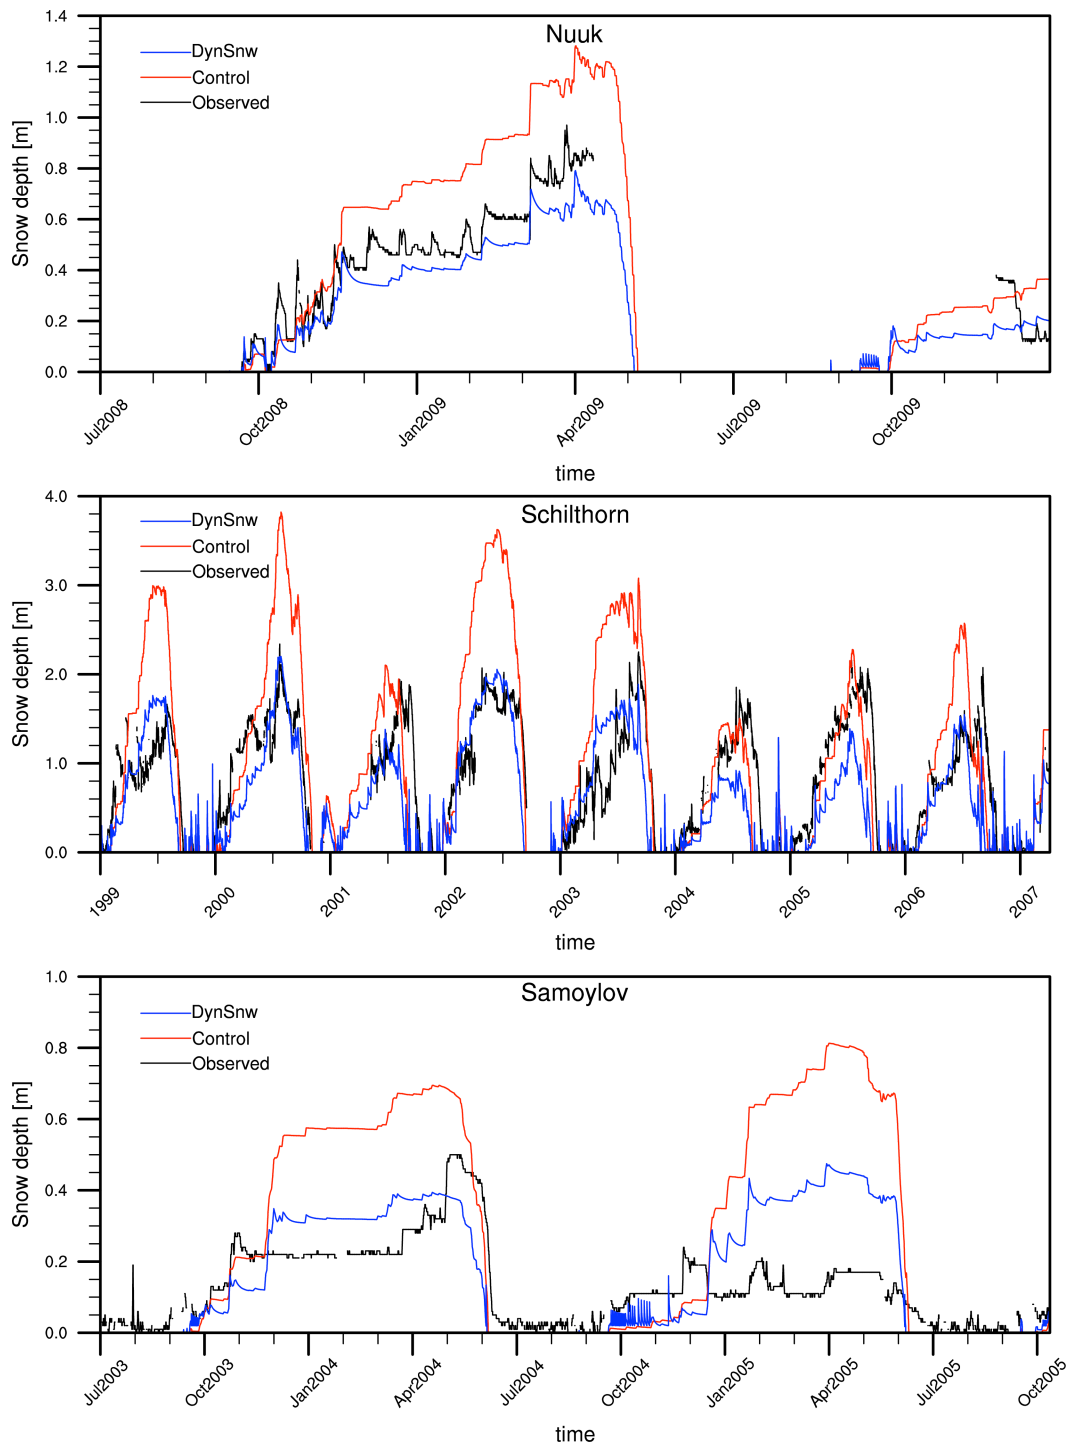 Nuuk
DynSnw
Control
Observed
Snow depth [m]
1.4
1.2
1.0
0.8
0.6
0.4
0.2
0.0
Jul2008
Oct2008
Jan2009
Apr2009
Jul2009
Oct2009
time
Schilthorn
DynSnw
Control
Observed
Snow depth [m]
4.0
3.0
2.0
1.0
0.0
1999
2000
2001
2002
2003
2004
2005
2006
2007
time
Samoylov
DynSnw
Control
Observed
Snow depth [m]
1.0
0.8
0.6
0.4
0.2
0.0
Jul2003
Oct2003
Jan2004
Apr2004
Jul2004
Oct2004
Jan2005
Apr2005
Jul2005
Oct2005
time